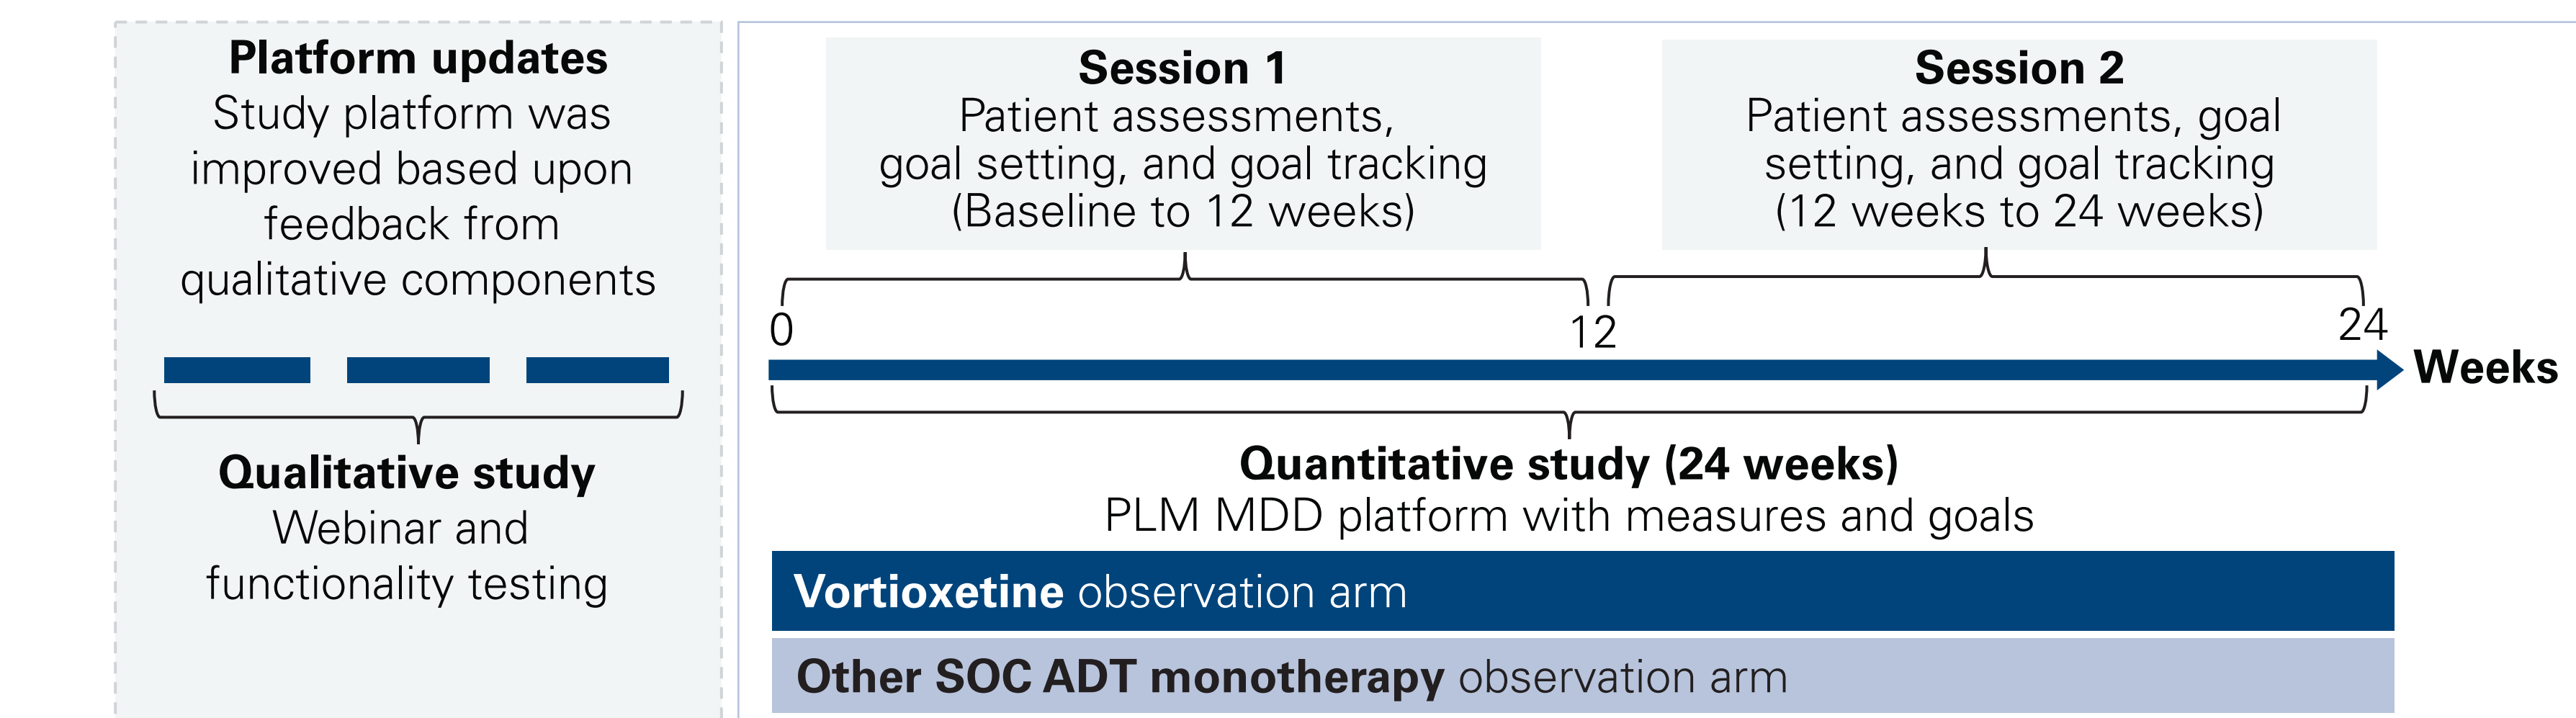 Platform updates
Study platform was
improved based upon
feedback from
qualitative components
Qualitative study
Webinar and
functionality testing
Session 1
Patient assessments,
goal setting, and goal tracking
(Baseline to 12 weeks)
Session 2
Patient assessments, goal
setting, and goal tracking
(12 weeks to 24 weeks)
0
12
24
Weeks
Quantitative study (24 weeks)
PLM MDD platform with measures and goals
Vortioxetine observation arm
Other SOC ADT monotherapy observation arm